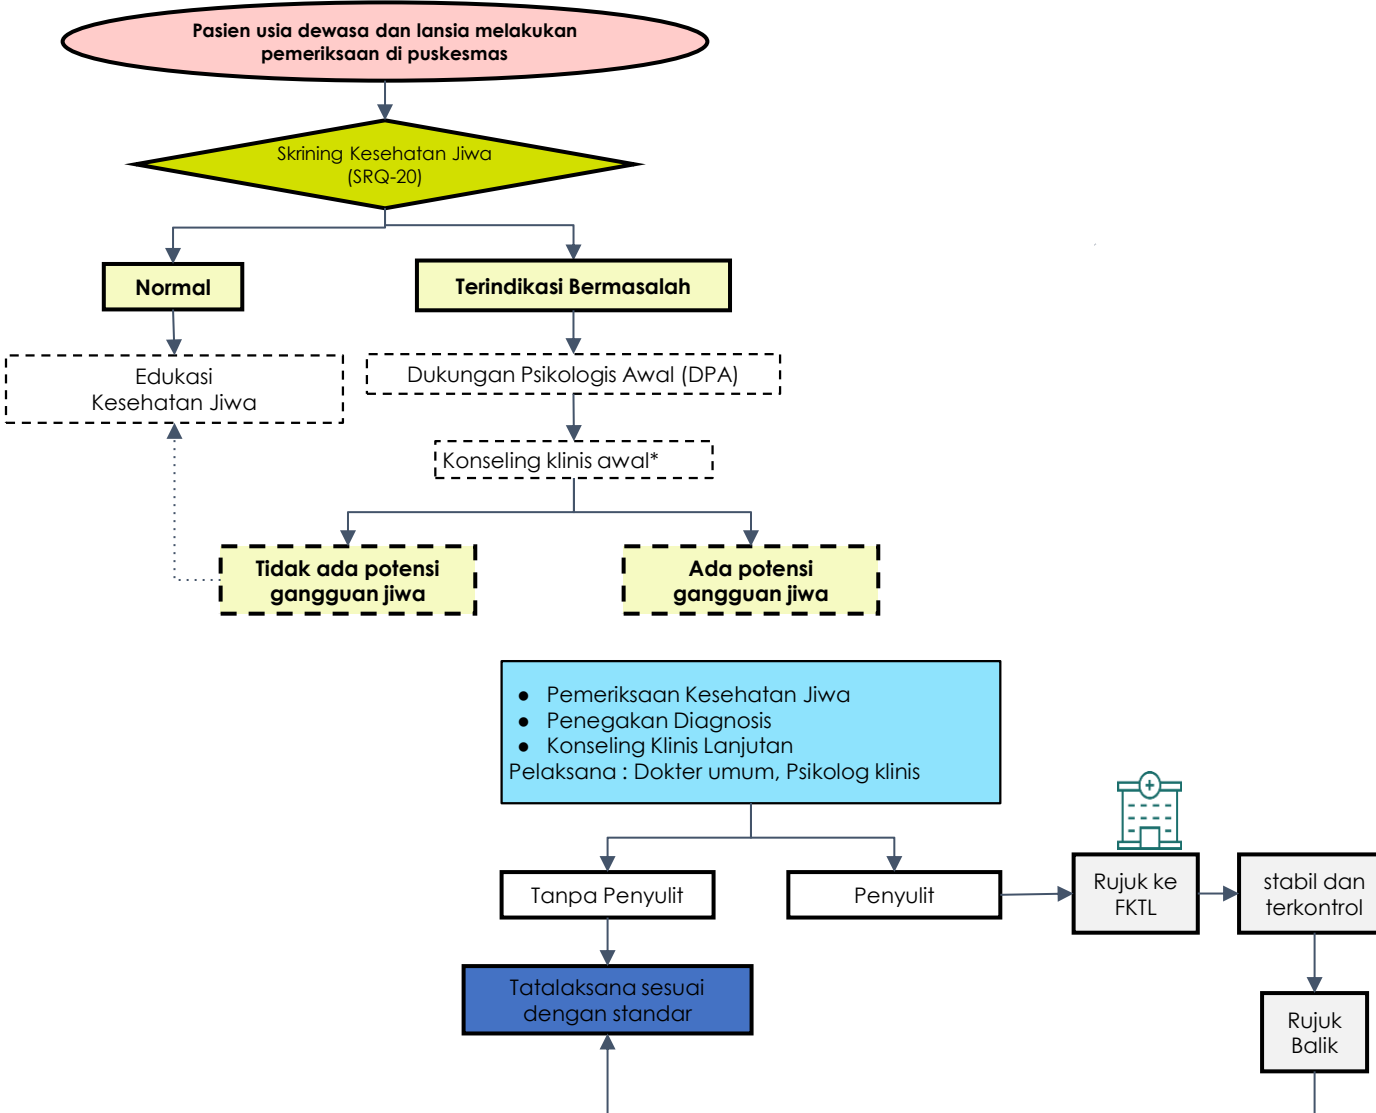 Pasien usia dewasa dan lansia melakukan
pemeriksaan di puskesmas
Skrining Kesehatan Jiwa
(SRQ-20)
Normal
Terindikasi Bermasalah
Edukasi
Kesehatan Jiwa
Dukungan Psikologis Awal (DPA)
Konseling klinis awal*
Tidak ada potensi
gangguan jiwa
Ada potensi
gangguan jiwa
● Pemeriksaan Kesehatan Jiwa
● Penegakan Diagnosis
● Konseling Klinis Lanjutan
Pelaksana : Dokter umum, Psikolog klinis
Tanpa Penyulit
Penyulit
Rujuk ke
FKTL
stabil dan
terkontrol
Tatalaksana sesuai
dengan standar
Rujuk
Balik